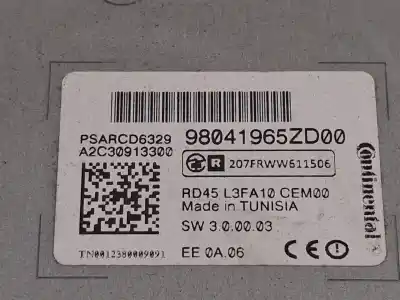 PSARCD6329 98041965ZD00
A2C30913300
R 207FRWW611506
RD45 L3FA10 CEM00
Made in TUNISIA
SW 3.0.00.03
EE 0A.06
TN0012380009091
Continental